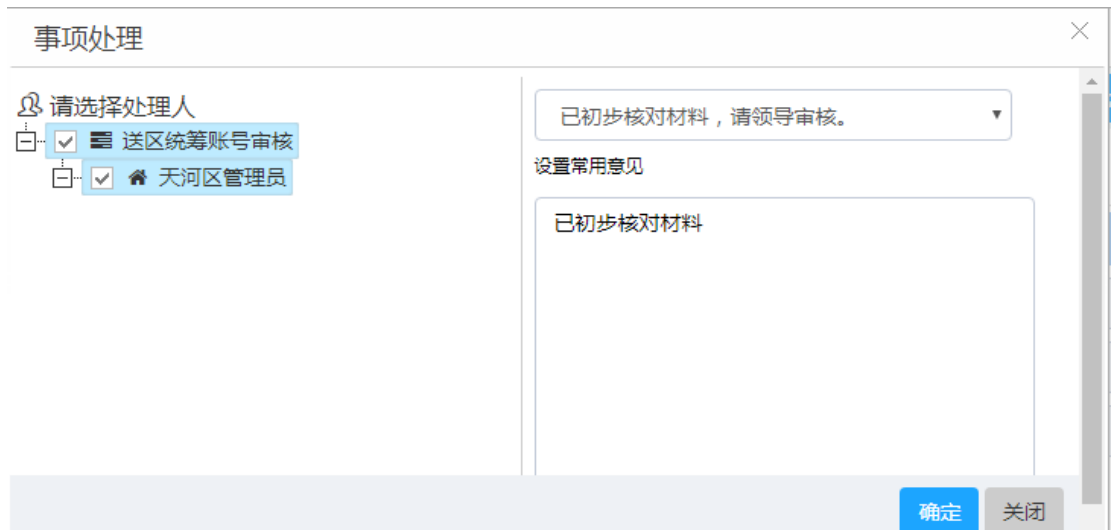 事项处理
请选择处理人
送区统筹账号审核
天河区管理员
已初步核对材料，请领导审核。
设置常用意见
已初步核对材料
确定
关闭